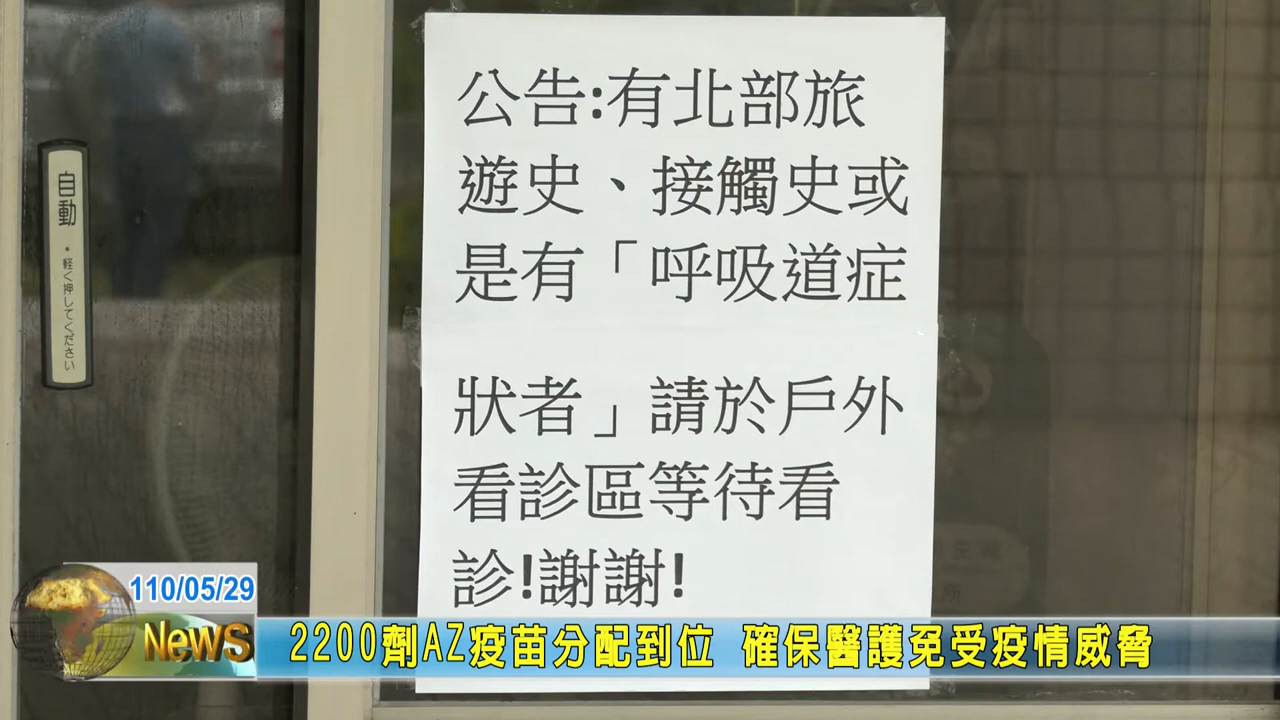 公告:有北部旅
遊史、接觸史或
是有「呼吸道症
狀者」請於戶外
看診區等待看
診!謝謝!
自動
・軽く押してください
110/05/29
NewS
2200劑AZ疫苗分配到位 確保醫護免受疫情威脅